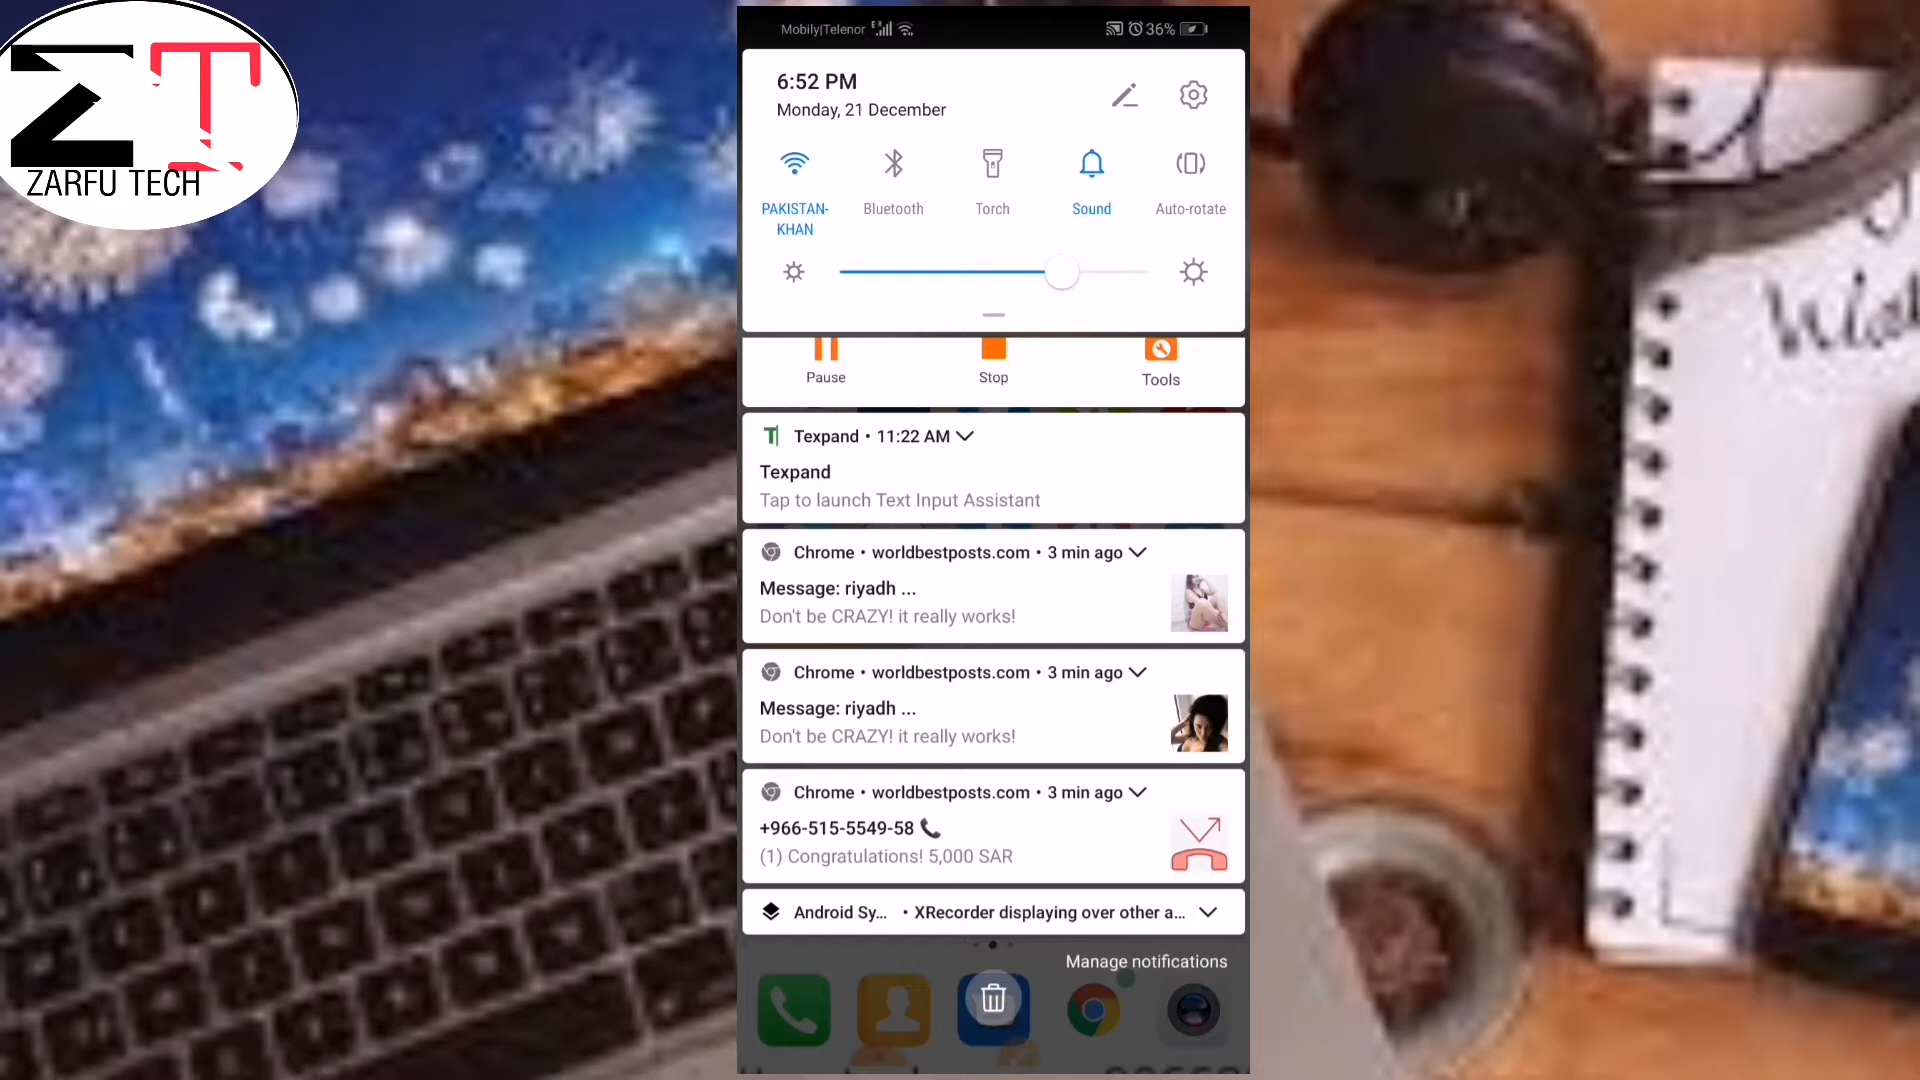 ZT
ZARFU TECH
Mobily|Telenor
36%
6:52 PM
Monday, 21 December
PAKISTAN-
KHAN
Bluetooth
Torch
Sound
Auto-rotate
Pause
Stop
Tools
Texpand • 11:22 AM
Texpand
Tap to launch Text Input Assistant
Chrome • worldbestposts.com • 3 min ago
Message: riyadh ...
Don't be CRAZY! it really works!
Chrome • worldbestposts.com • 3 min ago
Message: riyadh ...
Don't be CRAZY! it really works!
Chrome • worldbestposts.com • 3 min ago
+966-515-5549-58
(1) Congratulations! 5,000 SAR
Android Sy... • XRecorder displaying over other a...
Manage notifications